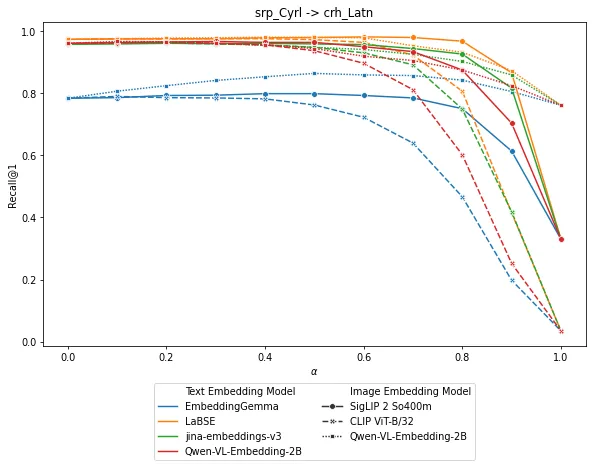 srp_Cyrl -> crh_Latn
Recall@1
1.0
0.8
0.6
0.4
0.2
0.0
0.0 0.2 0.4 0.6 0.8 1.0
α
Text Embedding Model
EmbeddingGemma
LaBSE
jina-embeddings-v3
Qwen-VL-Embedding-2B
Image Embedding Model
SigLIP 2 So400m
CLIP ViT-B/32
Qwen-VL-Embedding-2B